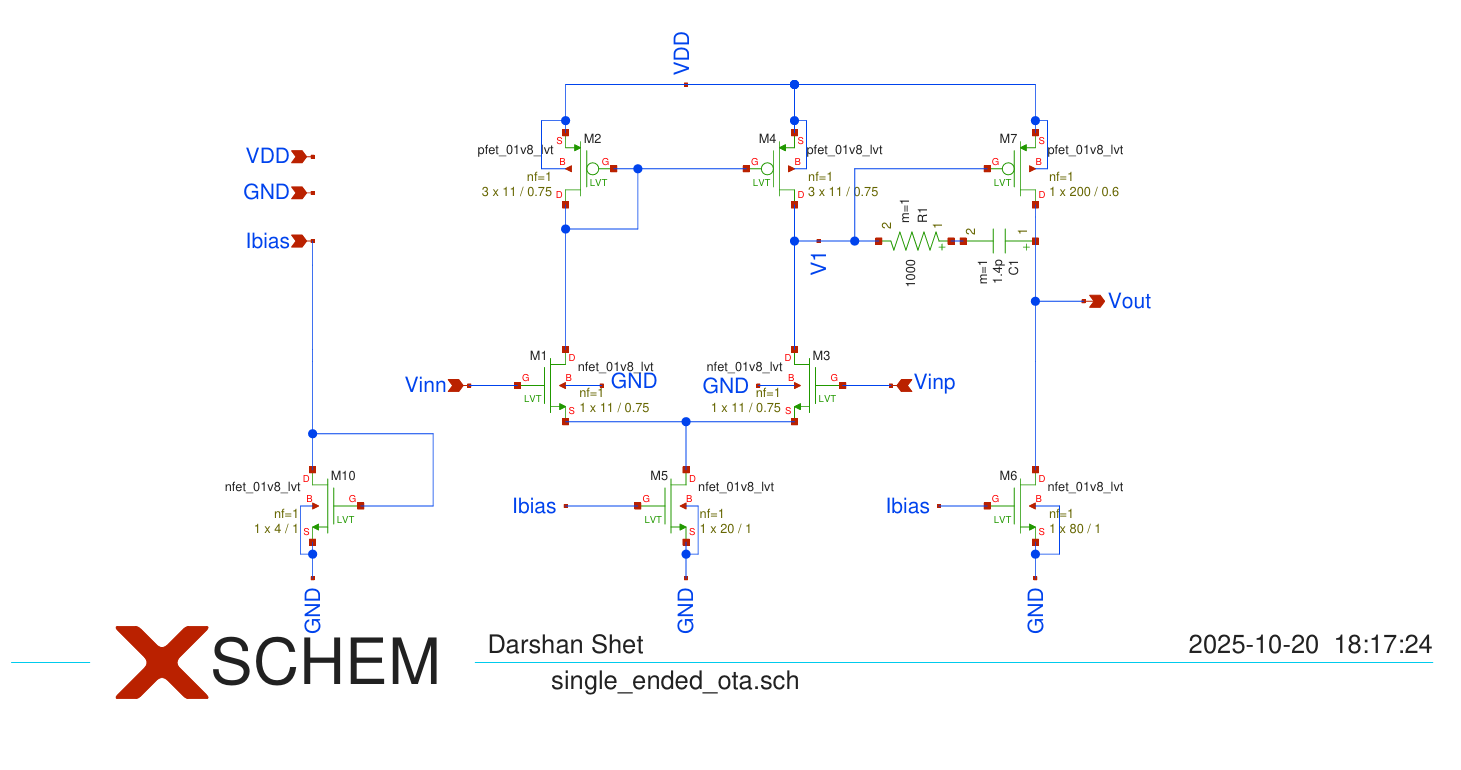 VDD
VDD
GND
Ibias
S
M2
pfet_01v8_lvt
B
G
nf=1
LVT
3 x 11 / 0.75
D
S
M4
pfet_01v8_lvt
B
G
nf=1
LVT
3 x 11 / 0.75
D
S
M7
pfet_01v8_lvt
B
G
nf=1
LVT
1 x 200 / 0.6
D
V1
2
m=1
R1
1
+
1000
2
m=1
1.4p
C1
1
+
Vout
M1
D
nfet_01v8_lvt
Vinn
G
B
GND
nf=1
LVT
1 x 11 / 0.75
S
M3
D
nfet_01v8_lvt
GND
B
G
Vinp
nf=1
LVT
1 x 11 / 0.75
S
D
M10
nfet_01v8_lvt
B
G
nf=1
LVT
1 x 4 / 1
S
GND
Ibias
M5
D
nfet_01v8_lvt
G
B
nf=1
LVT
1 x 20 / 1
S
GND
Ibias
M6
D
nfet_01v8_lvt
G
B
nf=1
LVT
1 x 80 / 1
S
GND
XSCHEM
Darshan Shet
2025-10-20 18:17:24
single_ended_ota.sch